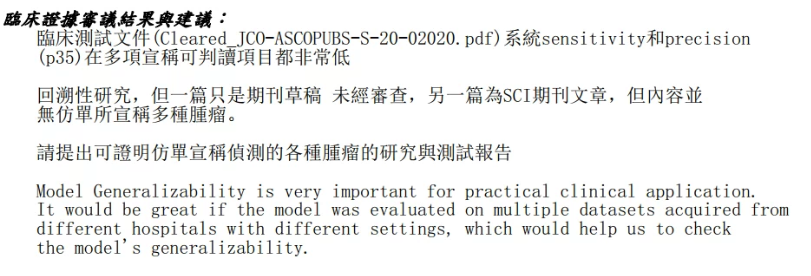 臨床證據審議結果與建議：
臨床測試文件(Cleared_JCO-ASCOPUBS-S-20-02020.pdf)系統sensitivity和precision
(p35)在多項宣稱可判讀項目都非常低
回溯性研究，但一篇只是期刊草稿 未經審查，另一篇為SCI期刊文章，但內容並
無仿單所宣稱多種腫瘤。
請提出可證明仿單宣稱偵測的各種腫瘤的研究與測試報告
Model Generalizability is very important for practical clinical application.
It would be great if the model was evaluated on multiple datasets acquired from
different hospitals with different settings, which would help us to check
the model's generalizability.